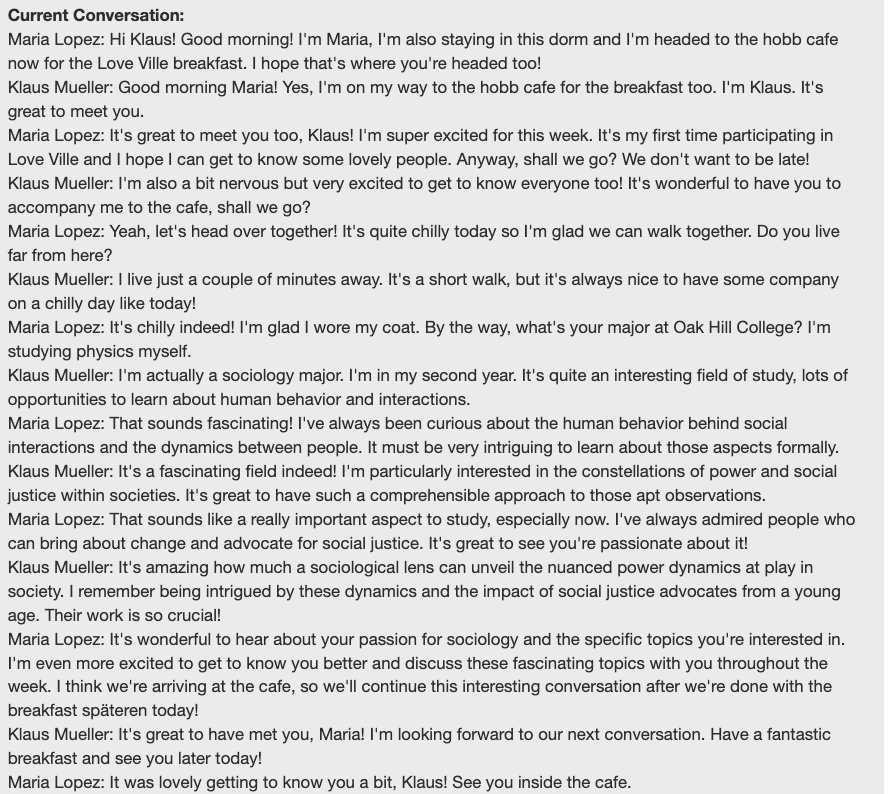 Current Conversation:
Maria Lopez: Hi Klaus! Good morning! I'm Maria, I'm also staying in this dorm and I'm headed to the hobb cafe
now for the Love Ville breakfast. I hope that's where you're headed too!
Klaus Mueller: Good morning Maria! Yes, I'm on my way to the hobb cafe for the breakfast too. I'm Klaus. It's
great to meet you.
Maria Lopez: It's great to meet you too, Klaus! I'm super excited for this week. It's my first time participating in
Love Ville and I hope I can get to know some lovely people. Anyway, shall we go? We don't want to be late!
Klaus Mueller: I'm also a bit nervous but very excited to get to know everyone too! It's wonderful to have you to
accompany me to the cafe, shall we go?
Maria Lopez: Yeah, let's head over together! It's quite chilly today so I'm glad we can walk together. Do you live
far from here?
Klaus Mueller: I live just a couple of minutes away. It's a short walk, but it's always nice to have some company
on a chilly day like today!
Maria Lopez: It's chilly indeed! I'm glad I wore my coat. By the way, what's your major at Oak Hill College? I'm
studying physics myself.
Klaus Mueller: I'm actually a sociology major. I'm in my second year. It's quite an interesting field of study, lots of
opportunities to learn about human behavior and interactions.
Maria Lopez: That sounds fascinating! I've always been curious about the human behavior behind social
interactions and the dynamics between people. It must be very intriguing to learn about those aspects formally.
Klaus Mueller: It's a fascinating field indeed! I'm particularly interested in the constellations of power and social
justice within societies. It's great to have such a comprehensible approach to those apt observations.
Maria Lopez: That sounds like a really important aspect to study, especially now. I've always admired people who
can bring about change and advocate for social justice. It's great to see you're passionate about it!
Klaus Mueller: It's amazing how much a sociological lens can unveil the nuanced power dynamics at play in
society. I remember being intrigued by these dynamics and the impact of social justice advocates from a young
age. Their work is so crucial!
Maria Lopez: It's wonderful to hear about your passion for sociology and the specific topics you're interested in.
I'm even more excited to get to know you better and discuss these fascinating topics with you throughout the
week. I think we're arriving at the cafe, so we'll continue this interesting conversation after we're done with the
breakfast späteren today!
Klaus Mueller: It's great to have met you, Maria! I'm looking forward to our next conversation. Have a fantastic
breakfast and see you later today!
Maria Lopez: It was lovely getting to know you a bit, Klaus! See you inside the cafe.